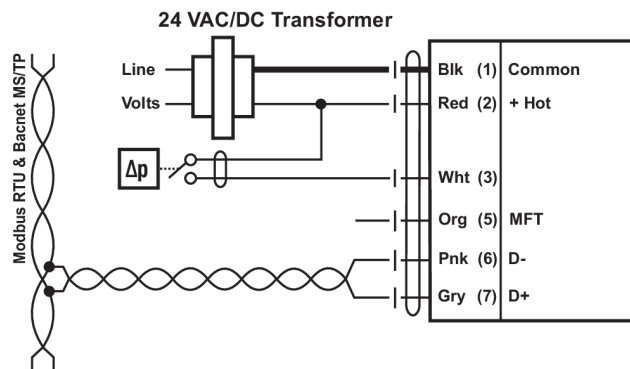 24 VAC/DC Transformer
Line
Volts
Modbus RTU & Bacnet MS/TP
Δp
Blk (1) Common
Red (2) + Hot
Wht (3)
Org (5) MFT
Pnk (6) D-
Gry (7) D+